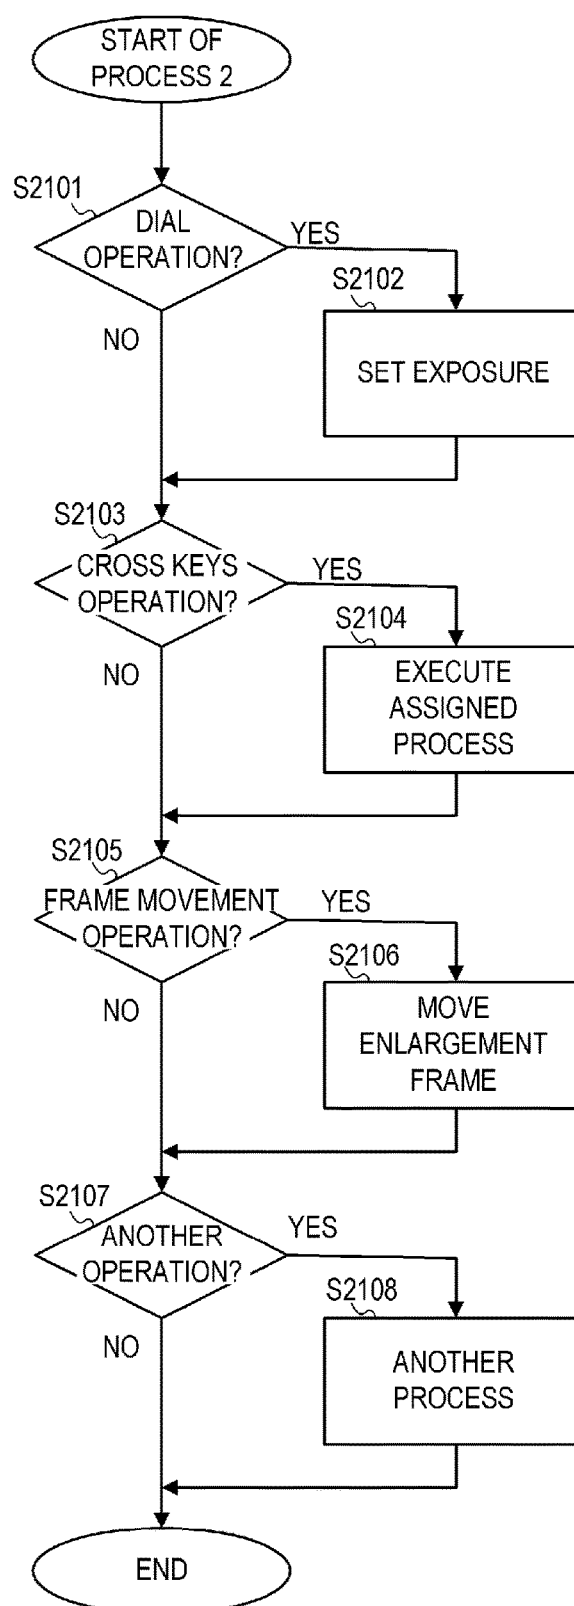 START OF
PROCESS 2
S2101
DIAL
OPERATION?
YES
S2102
SET EXPOSURE
NO
S2103
CROSS KEYS
OPERATION?
YES
S2104
EXECUTE
ASSIGNED
PROCESS
NO
S2105
FRAME MOVEMENT
OPERATION?
YES
S2106
MOVE
ENLARGEMENT
FRAME
NO
S2107
ANOTHER
OPERATION?
YES
S2108
ANOTHER
PROCESS
NO
END